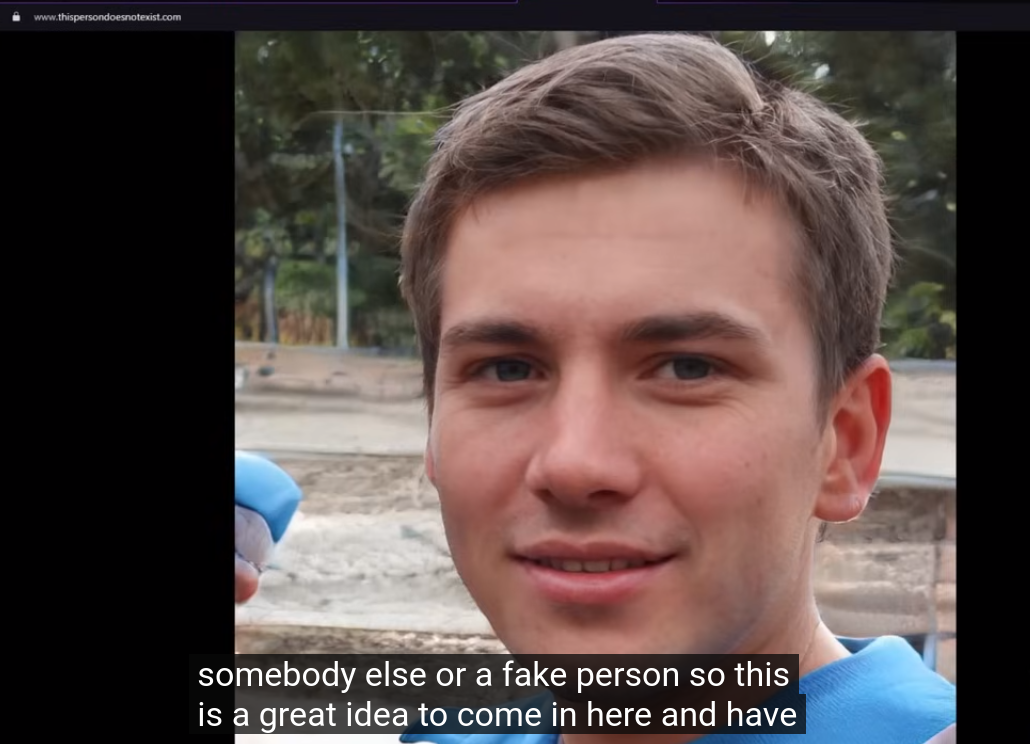 www.thispersondoesnotexist.com
somebody else or a fake person so this
is a great idea to come in here and have